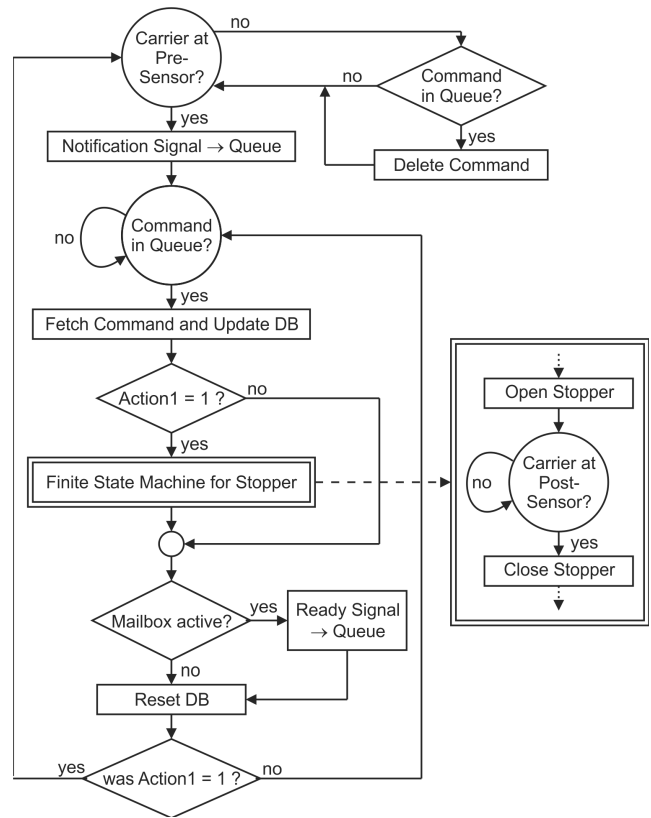 no
Carrier at
Pre-
Sensor?
no
Command
in Queue?
yes
yes
Notification Signal → Queue
Delete Command
no
Command
in Queue?
yes
Fetch Command and Update DB
Action1 = 1 ?
no
yes
Finite State Machine for Stopper
Open Stopper
no
Carrier at
Post-
Sensor?
yes
Close Stopper
Mailbox active?
yes
Ready Signal
→ Queue
no
Reset DB
yes
was Action1 = 1 ?
no